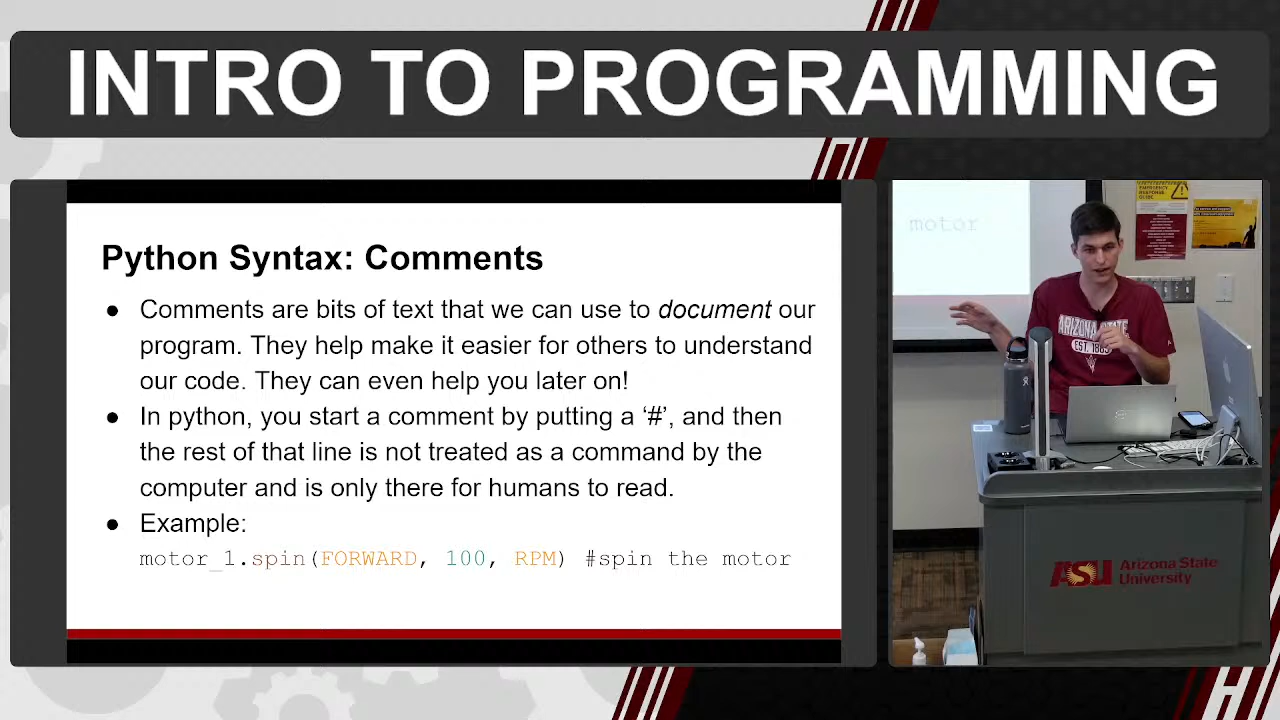 INTRO TO PROGRAMMING
Python Syntax: Comments
● Comments are bits of text that we can use to document our
program. They help make it easier for others to understand
our code. They can even help you later on!
● In python, you start a comment by putting a ‘#’, and then
the rest of that line is not treated as a command by the
computer and is only there for humans to read.
● Example:
motor_1.spin(FORWARD, 100, RPM) #spin the motor
motor
EMERGENCY
ARIZONA STATE
EST. 1885
ASU Arizona State
University